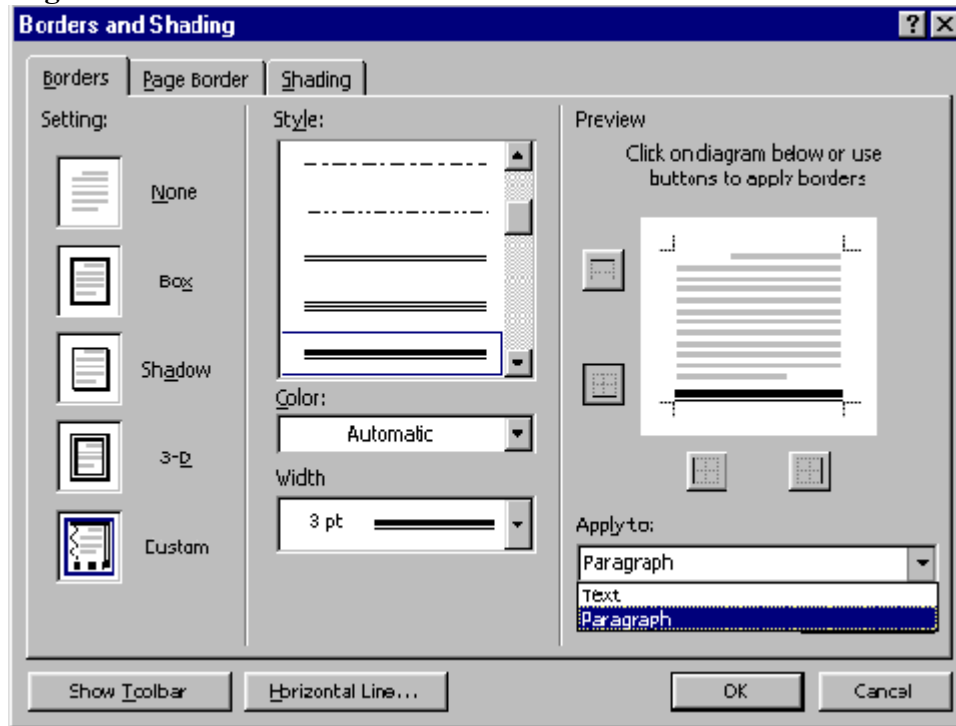 Borders and Shading
Borders
Page Border
Shading
Setting:
None
Box
Shadow
3-D
Custom
Style:
Color:
Automatic
Width
3 pt
Preview
Click on diagram below or use
buttons to apply borders
Apply to:
Paragraph
Text
Paragraph
Show Toolbar
Horizontal Line...
OK
Cancel